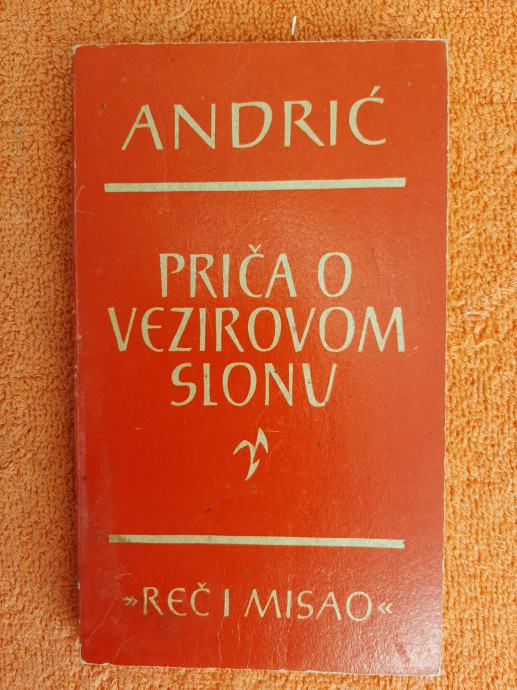 ANDRIĆ
PRIČA O
VEZIROVOM
SLONU
»REČ I MISAO«